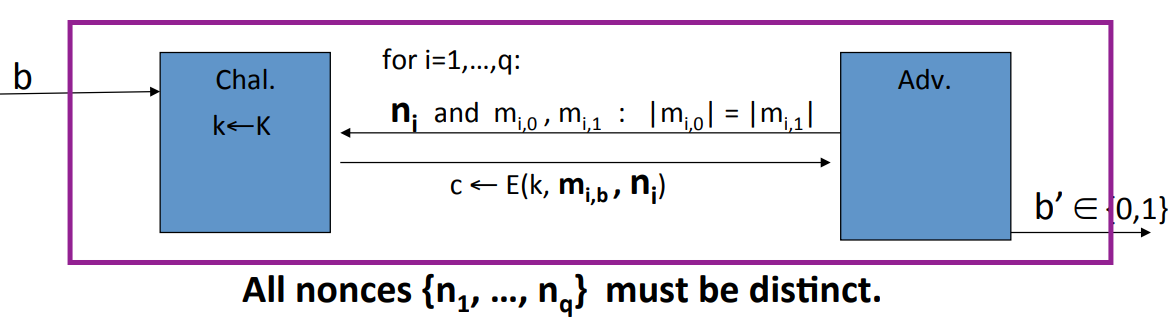 b
Chal.
k←K
for i=1,…,q:
nᵢ and mᵢ,₀ , mᵢ,₁ : |mᵢ,₀| = |mᵢ,₁|
c ← E(k, mᵢ,b , nᵢ)
Adv.
b’ ∈ {0,1}
All nonces {n₁, …, nq} must be distinct.